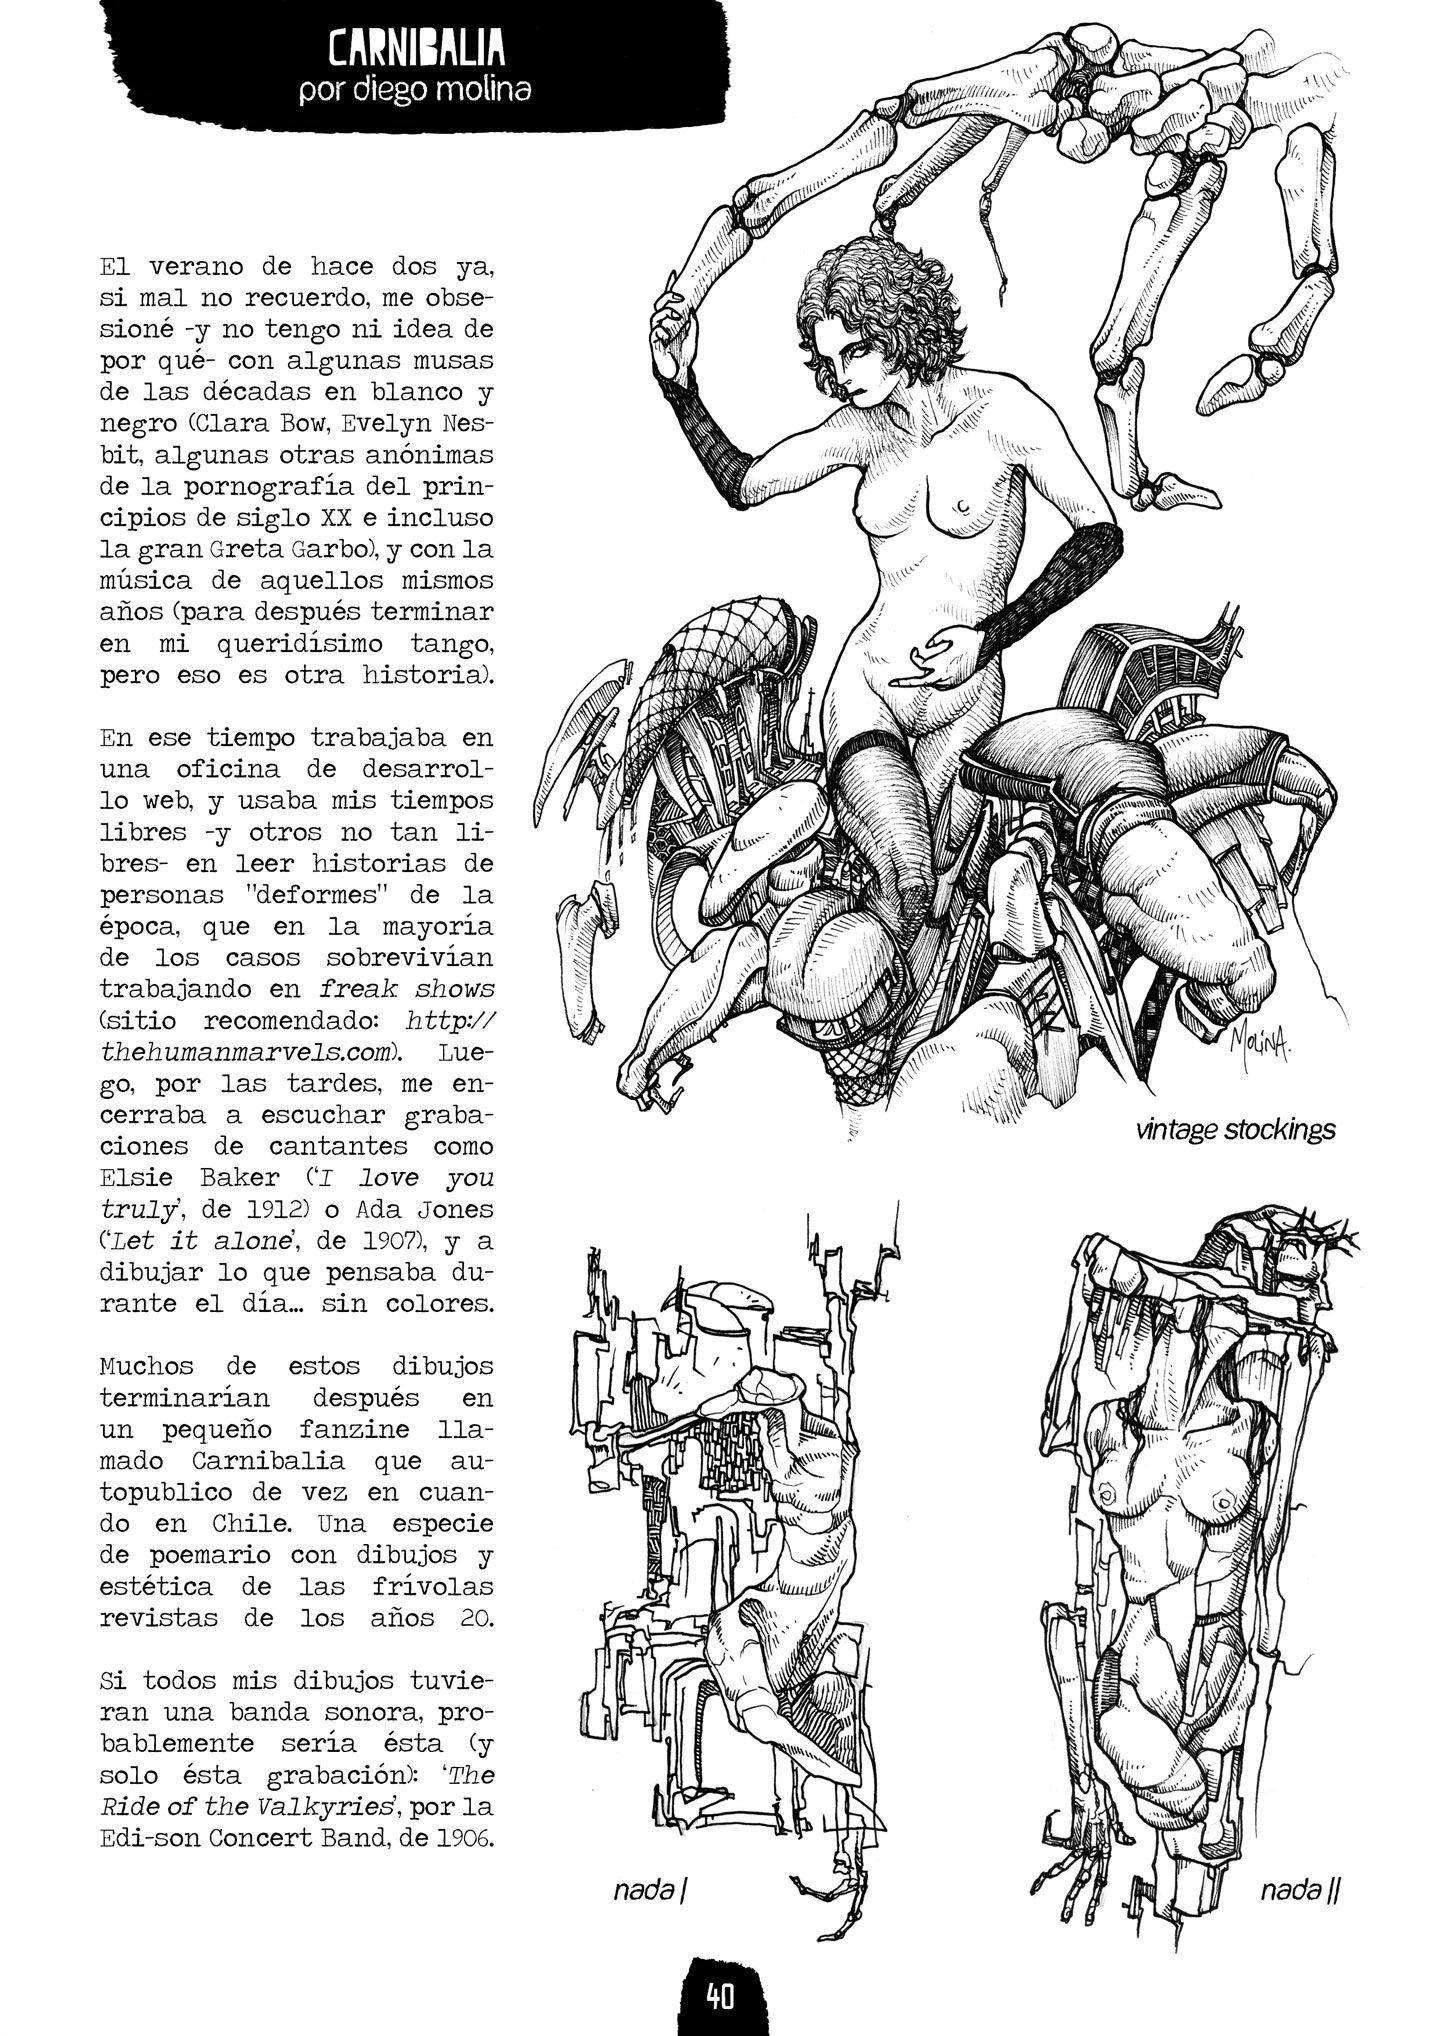 CARNIBALIA
por diego molina
El verano de hace dos ya,
si mal no recuerdo, me obse-
sioné -y no tengo ni idea de
por qué- con algunas musas
de las décadas en blanco y
negro (Clara Bow, Evelyn Nes-
bit, algunas otras anónimas
de la pornografía del prin-
cipios de siglo XX e incluso
la gran Greta Garbo), y con la
música de aquellos mismos
años (para después terminar
en mi queridísimo tango,
pero eso es otra historia).
En ese tiempo trabajaba en
una oficina de desarrol-
lo web, y usaba mis tiempos
libres -y otros no tan li-
bres- en leer historias de
personas "deformes" de la
época, que en la mayoría
de los casos sobrevivían
trabajando en freak shows
(sitio recomendado: http://
thehumanmarvels.com). Lue-
go, por las tardes, me en-
cerraba a escuchar graba-
ciones de cantantes como
Elsie Baker (‘I love you
truly’, de 1912) o Ada Jones
(‘Let it alone’, de 1907), y a
dibujar lo que pensaba du-
rante el día… sin colores.
Muchos de estos dibujos
terminarían después en
un pequeño fanzine lla-
mado Carnibalia que au-
topublico de vez en cuan-
do en Chile. Una especie
de poemario con dibujos y
estética de las frívolas
revistas de los años 20.
Si todos mis dibujos tuvie-
ran una banda sonora, pro-
bablemente sería ésta (y
solo ésta grabación): ‘The
Ride of the Valkyries’, por la
Edi-son Concert Band, de 1906.
MOLiNA.
vintage stockings
nada I
nada II
40